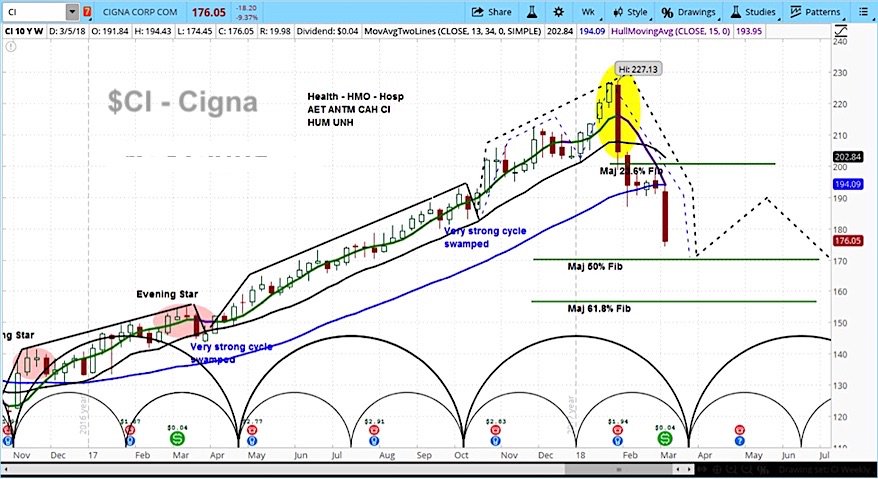 CI
7
CIGNA CORP COM
176.05
-18.20
-9.37%
Share
Wk
Style
Drawings
Studies
Patterns
CI 10 Y W
D: 3/5/18
O: 191.84
H: 194.43
L: 174.45
C: 176.05
R: 19.98
Dividend: $0.04
MovAvgTwoLines (CLOSE, 13, 34, 0, SIMPLE)
202.84
194.09
HullMovingAvg (CLOSE, 15, 0)
193.95
$CI - Cigna
Health - HMO - Hosp
AET ANTM CAH CI
HUM UNH
Hi: 227.13
240
230
220
210
202.84
200
194.09
190
180
176.05
170
160
150
140
130
120
110
Maj 23.6% Fib
Maj 50% Fib
Maj 61.8% Fib
Very strong cycle
swamped
Evening Star
ng Star
Very strong cycle
swamped
2016 year
$0.04
$2.77
$2.91
$2.83
$1.94
$0.04
Nov
Dec
17
Feb
Mar
Apr
May
Jun
Jul
Aug
Sep
Oct
Nov
Dec
18
Feb
Mar
Apr
May
Jun
Jul
Drawing set: CI Weekly